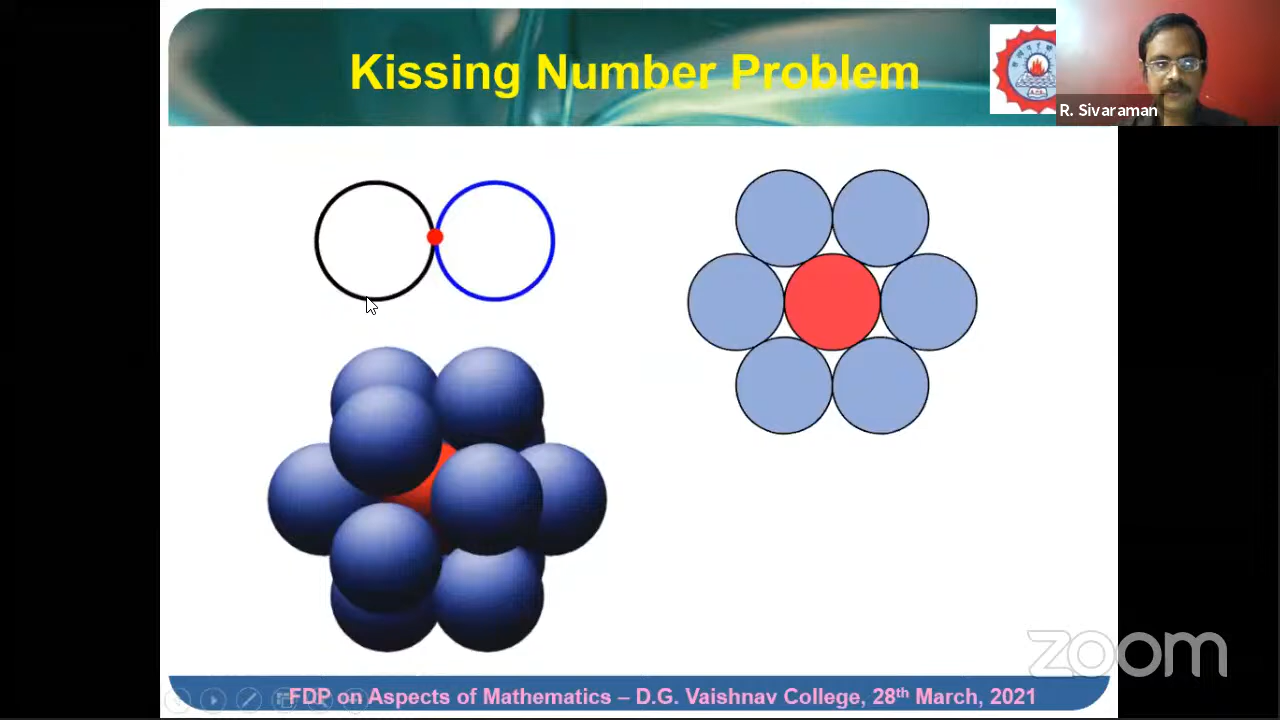 Kissing Number Problem
R. Sivaraman
zoom
FDP on Aspects of Mathematics – D.G. Vaishnav College, 28th March, 2021